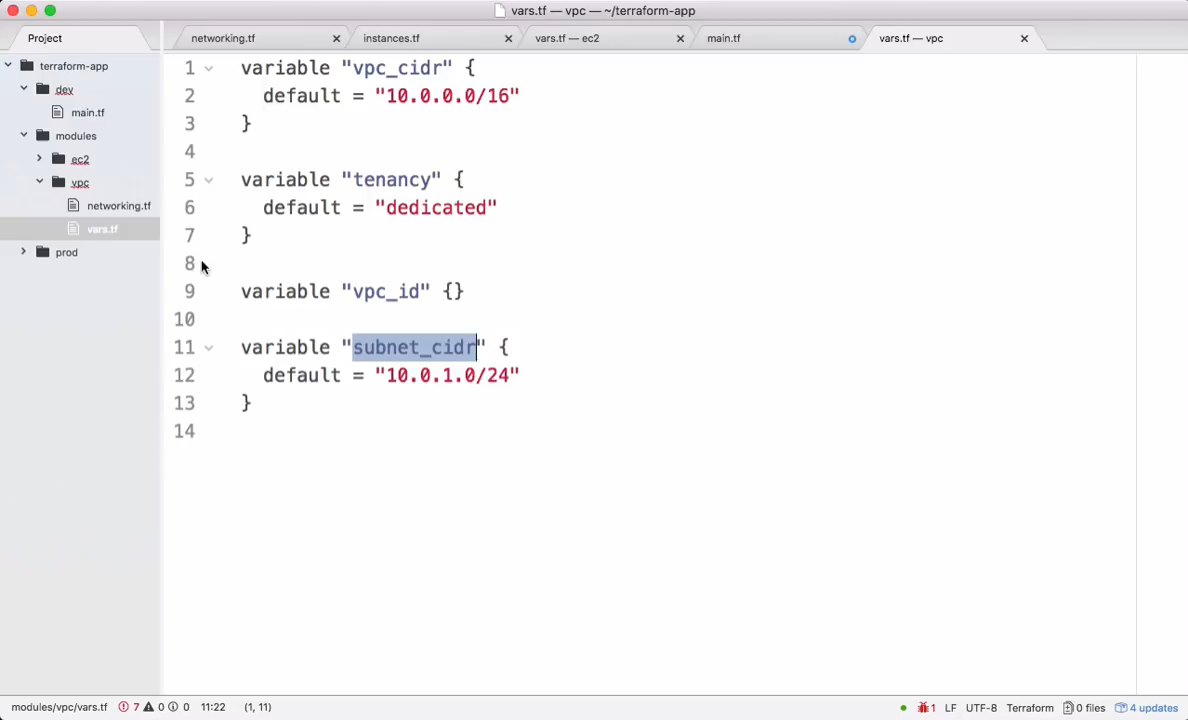 vars.tf — vpc — ~/terraform-app
Project
networking.tf
instances.tf
vars.tf — ec2
main.tf
vars.tf — vpc
terraform-app
dev
main.tf
modules
ec2
vpc
networking.tf
vars.tf
prod
1 variable "vpc_cidr" {
2 default = "10.0.0.0/16"
3 }
4
5 variable "tenancy" {
6 default = "dedicated"
7 }
8
9 variable "vpc_id" {}
10
11 variable "subnet_cidr" {
12 default = "10.0.1.0/24"
13 }
14
modules/vpc/vars.tf 7 0 0 11:22 (1, 11) 1 LF UTF-8 Terraform 0 files 4 updates